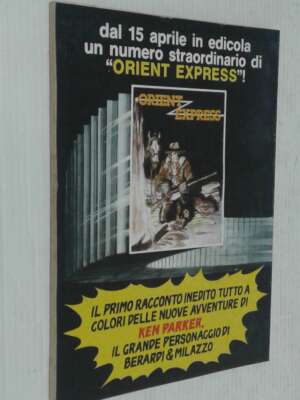 dal 15 aprile in edicola
un numero straordinario di
“ORIENT EXPRESS”!
ORIENT
EXPRESS
IL PRIMO RACCONTO INEDITO TUTTO A
COLORI DELLE NUOVE AVVENTURE DI
KEN PARKER,
IL GRANDE PERSONAGGIO DI
BERARDI & MILAZZO